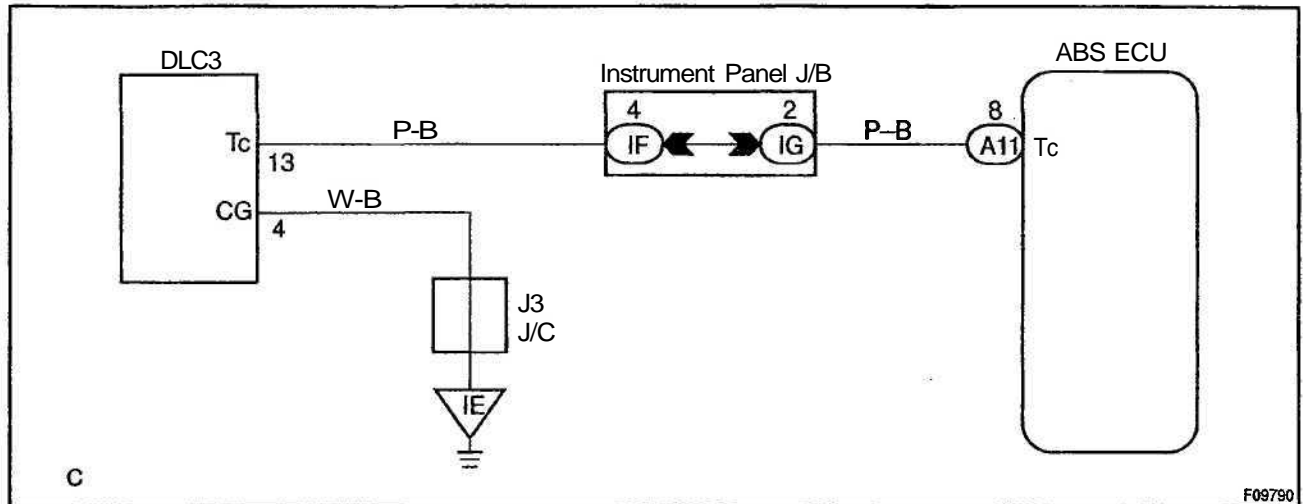 DLC3
Tc
13
CG
4
P-B
W-B
J3
J/C
IE
Instrument Panel J/B
4
IF
2
IG
P-B
8
A11
Tc
ABS ECU
C
F09790